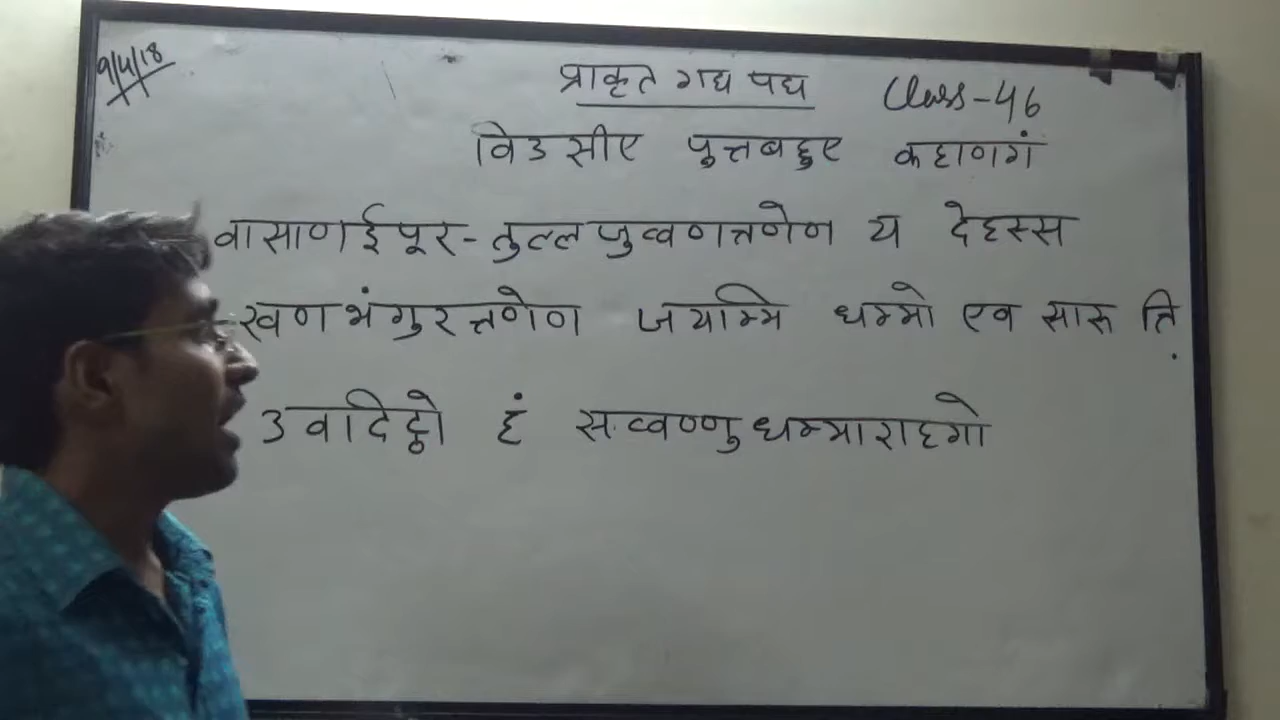 9/4/18
प्राकृत गद्य पद्य Class-46
विउसीए पुत्तबहुए कहाणगं
वासाणईपूर-तुल्लजुव्वणत्तणेण य देहस्स
खणभंगुरत्तणेण जयम्मि धम्मो एव सारु त्ति.
उवादिट्ठो हं सव्वण्णुधम्माराहगो